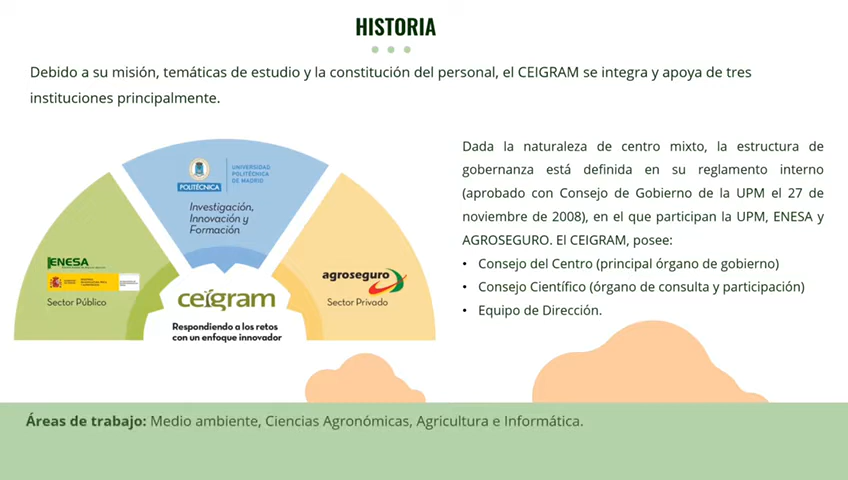 HISTORIA
Debido a su misión, temáticas de estudio y la constitución del personal, el CEIGRAM se integra y apoya de tres
instituciones principalmente.
POLITÉCNICA
UNIVERSIDAD
POLITÉCNICA
DE MADRID
Investigación,
Innovación y
Formación
ENESA
Sector Público
agroseguro
Sector Privado
ceigram
Respondiendo a los retos
con un enfoque innovador
Dada la naturaleza de centro mixto, la estructura de
gobernanza está definida en su reglamento interno
(aprobado con Consejo de Gobierno de la UPM el 27 de
noviembre de 2008), en el que participan la UPM, ENESA y
AGROSEGURO. El CEIGRAM, posee:
• Consejo del Centro (principal órgano de gobierno)
• Consejo Científico (órgano de consulta y participación)
• Equipo de Dirección.
Áreas de trabajo: Medio ambiente, Ciencias Agronómicas, Agricultura e Informática.